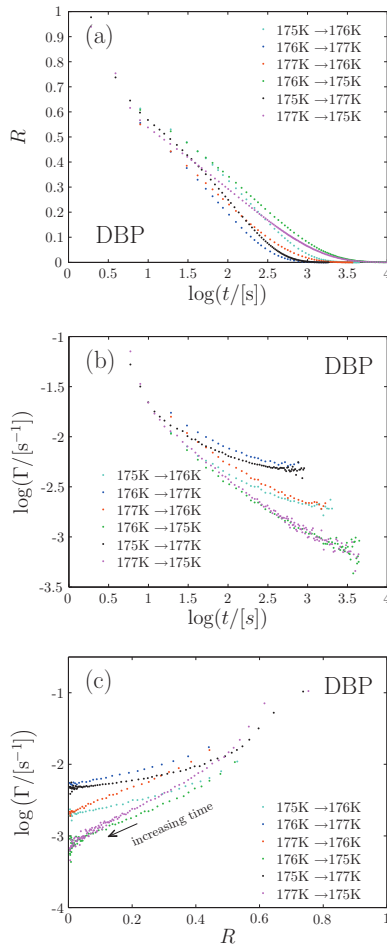 1
(a)
175K →176K
0.9
176K →177K
0.8
177K →176K
0.7
176K →175K
175K →177K
0.6
177K →175K
R
0.5
0.4
0.3
0.2
DBP
0.1
0
0 0.5 1 1.5 2 2.5 3 3.5 4
log(t/[s])
-1
(b)
DBP
-1.5
log(Γ/[s⁻¹])
-2
-2.5
175K →176K
176K →177K
177K →176K
-3
176K →175K
175K →177K
177K →175K
-3.5
0 0.5 1 1.5 2 2.5 3 3.5 4
log(t/[s])
0
(c)
DBP
-1
log (Γ/[s⁻¹])
-2
175K →176K
176K →177K
increasing time
-3
177K →176K
176K →175K
175K →177K
177K →175K
-4
0 0.2 0.4 0.6 0.8 1
R